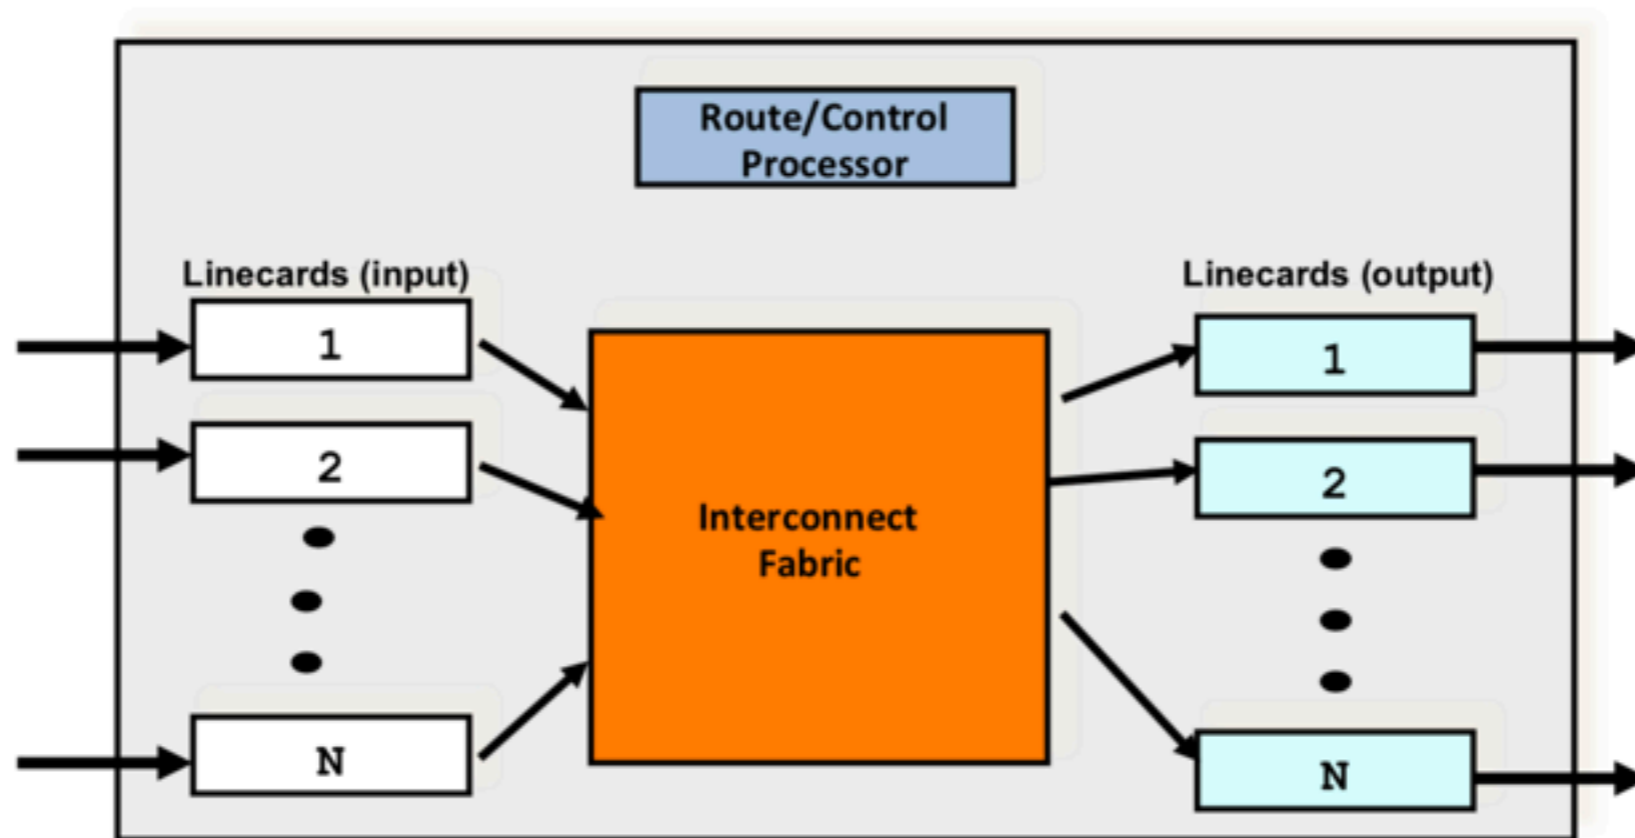 Route/Control
Processor
Linecards (input)
Linecards (output)
1
1
2
2
Interconnect
Fabric
N
N